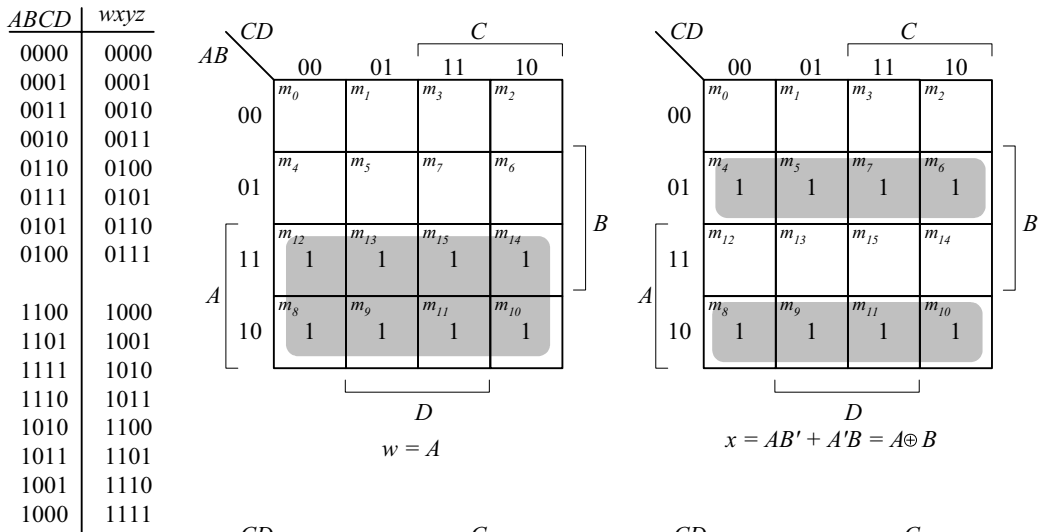 ABCD wxyz
0000 0000
0001 0001
0011 0010
0010 0011
0110 0100
0111 0101
0101 0110
0100 0111
1100 1000
1101 1001
1111 1010
1110 1011
1010 1100
1011 1101
1001 1110
1000 1111
CD C
AB
00 01 11 10
00 m0 m1 m3 m2
01 m4 m5 m7 m6
B
11 m12 m13 m15 m14
1 1 1 1
A
10 m8 m9 m11 m10
1 1 1 1
D
w = A
CD C
AB
00 01 11 10
00 m0 m1 m3 m2
01 m4 m5 m7 m6
1 1 1 1
B
11 m12 m13 m15 m14
A
10 m8 m9 m11 m10
1 1 1 1
D
x = AB' + A'B = A⊕B
CD C CD C